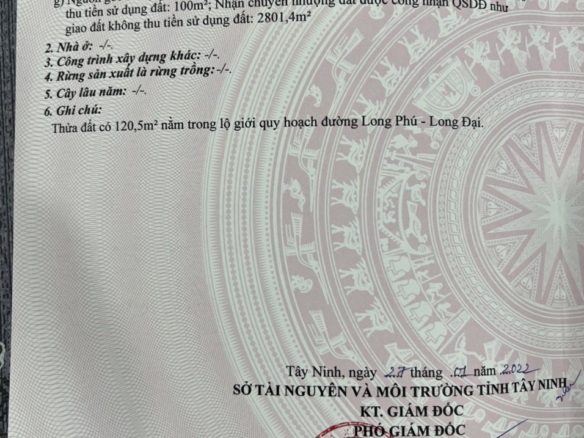 thu tiền sử dụng đất: 100m²; Nhận chuyển nhượng đất được công nhận QSDĐ như
giao đất không thu tiền sử dụng đất: 2801,4m²
2. Nhà ở: -/-.
3. Công trình xây dựng khác: -/-.
4. Rừng sản xuất là rừng trồng: -/-.
5. Cây lâu năm: -/-.
6. Ghi chú:
Thửa đất có 120,5m² nằm trong lộ giới quy hoạch đường Long Phú - Long Đại.
Tây Ninh, ngày 27 tháng 01 năm 2022
SỞ TÀI NGUYÊN VÀ MÔI TRƯỜNG TỈNH TÂY NINH
KT. GIÁM ĐỐC
PHÓ GIÁM ĐỐC